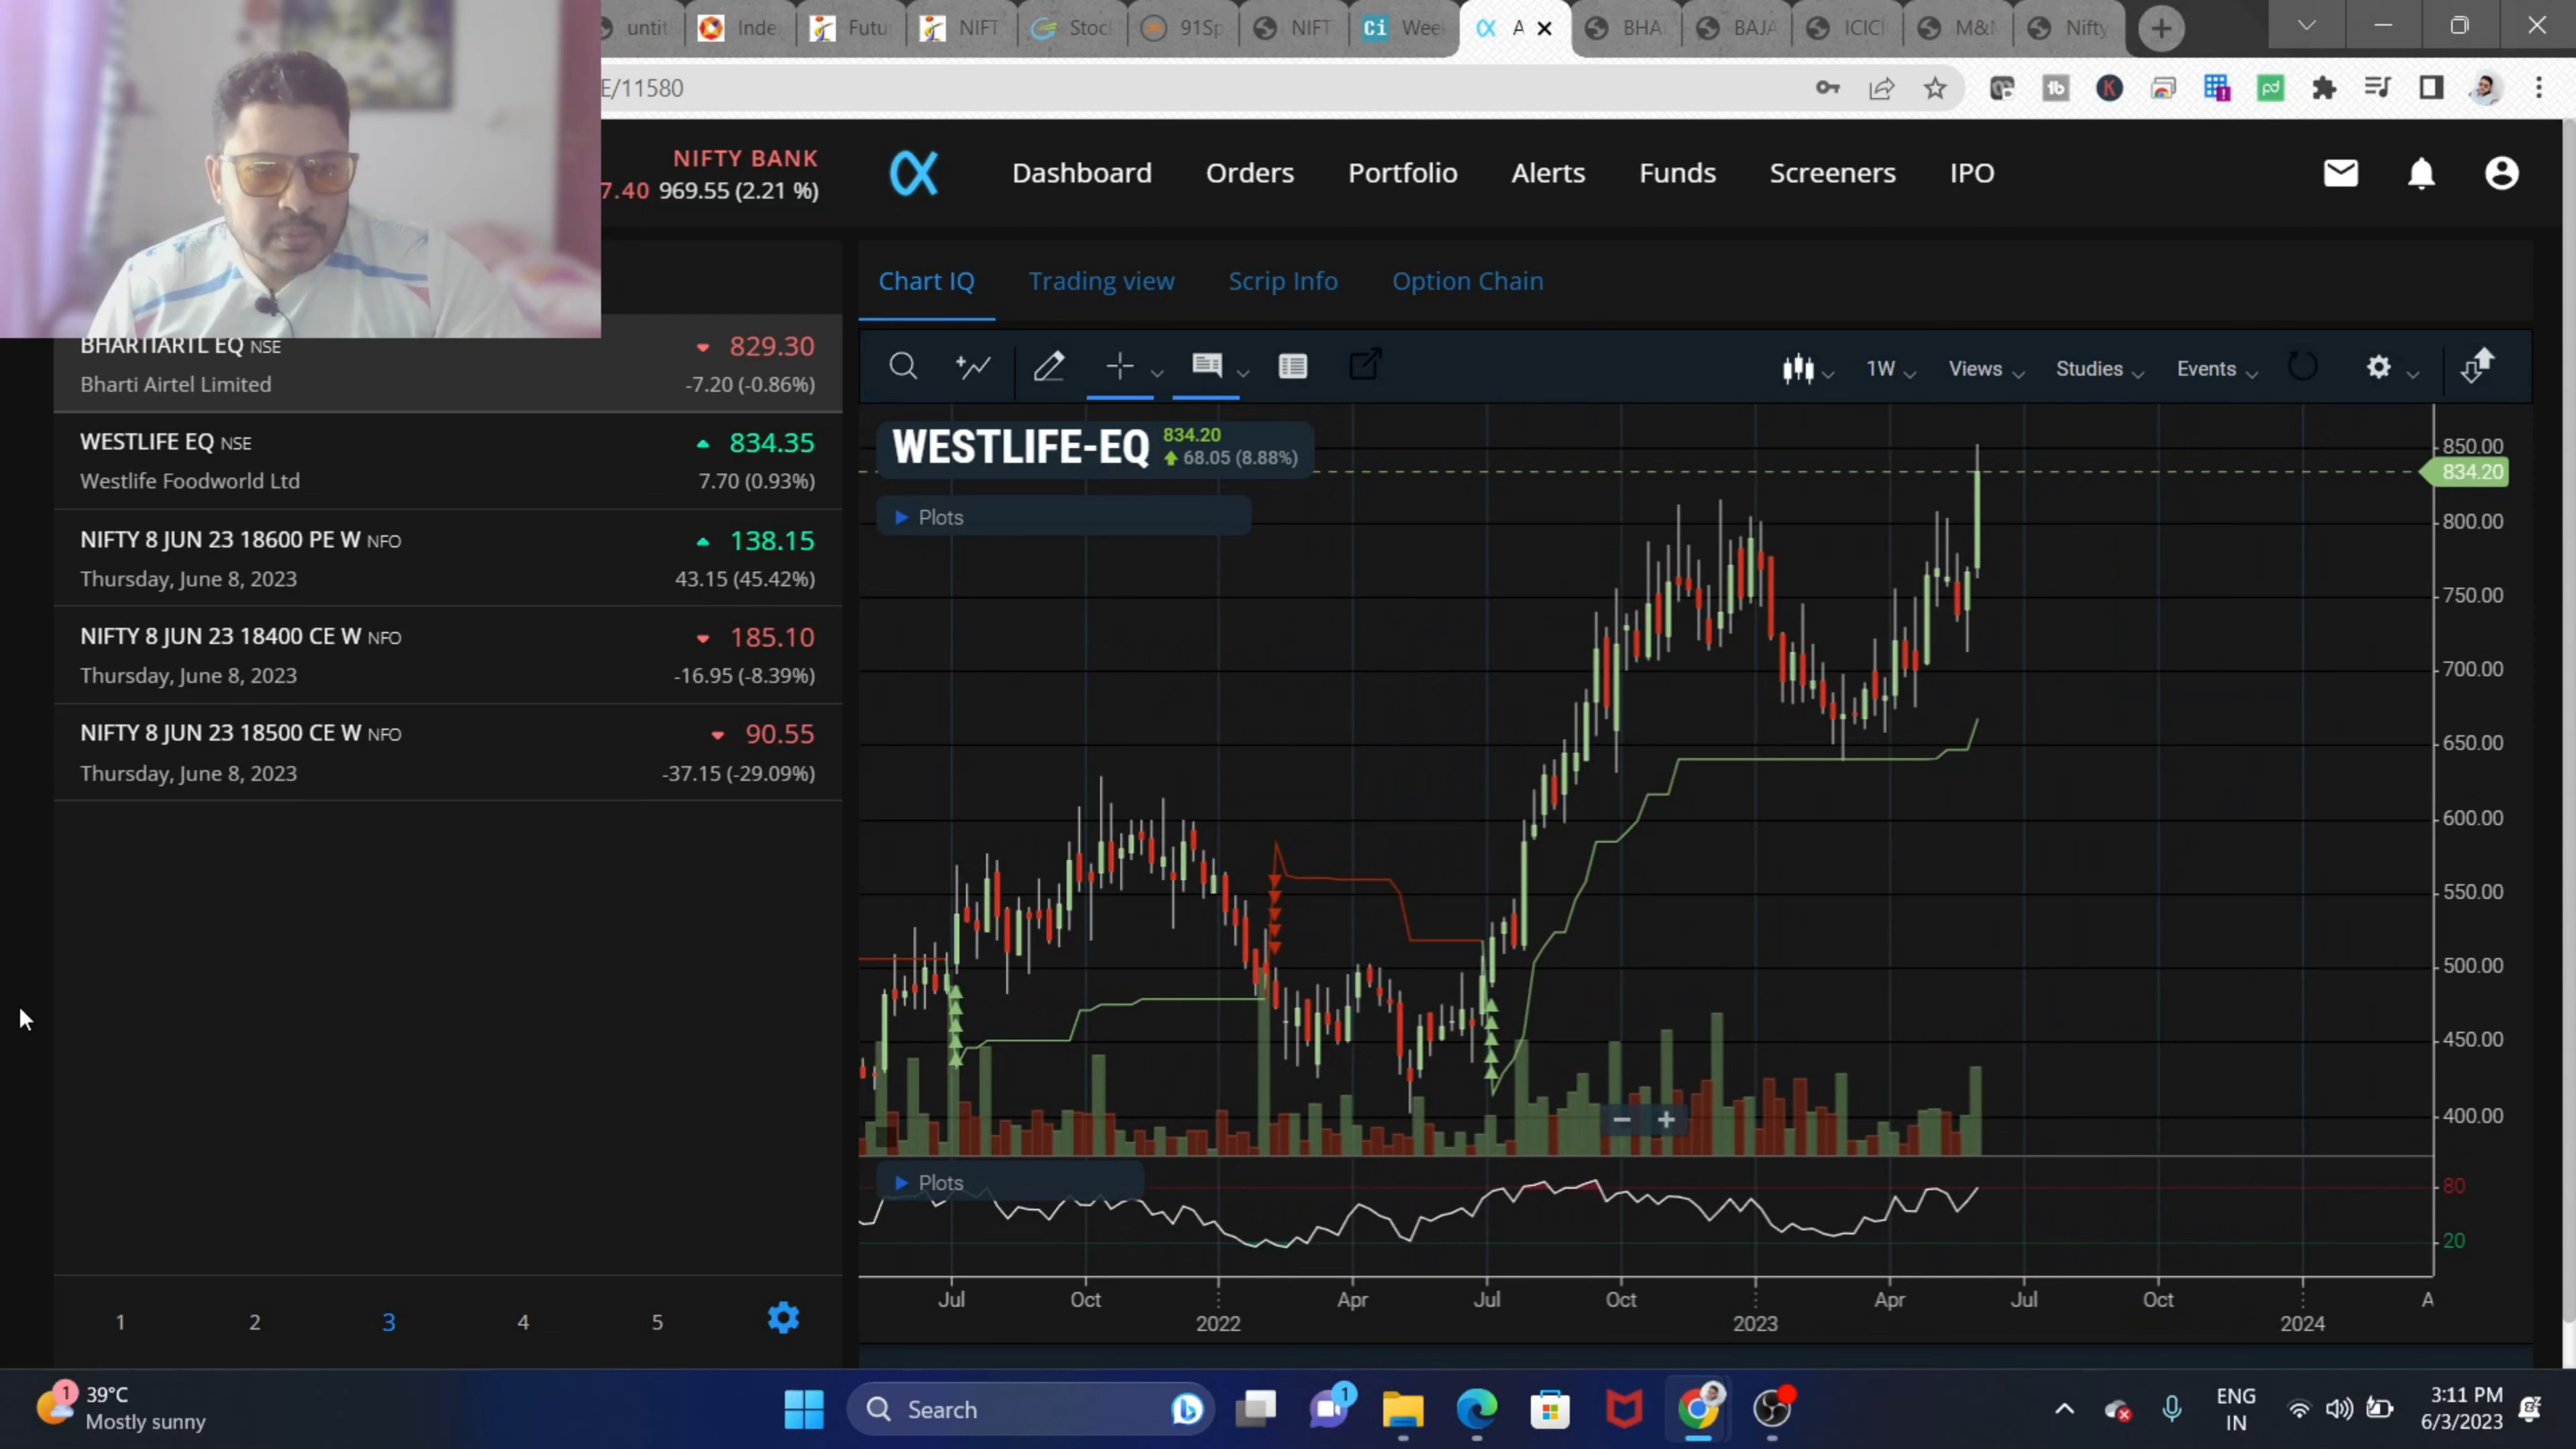 untit Inde Futu NIFT Stocl 91Sp NIFT Ci Wee A BHA BAJA ICICI M&M Nifty
E/11580
NIFTY BANK
7.40 969.55 (2.21 %)
Dashboard Orders Portfolio Alerts Funds Screeners IPO
Chart IQ Trading view Scrip Info Option Chain
BHARTIARTL EQ NSE 829.30
Bharti Airtel Limited -7.20 (-0.86%)
WESTLIFE EQ NSE 834.35
Westlife Foodworld Ltd 7.70 (0.93%)
NIFTY 8 JUN 23 18600 PE W NFO 138.15
Thursday, June 8, 2023 43.15 (45.42%)
NIFTY 8 JUN 23 18400 CE W NFO 185.10
Thursday, June 8, 2023 -16.95 (-8.39%)
NIFTY 8 JUN 23 18500 CE W NFO 90.55
Thursday, June 8, 2023 -37.15 (-29.09%)
1 2 3 4 5
1W Views Studies Events
WESTLIFE-EQ 834.20
68.05 (8.88%)
Plots
850.00
834.20
800.00
750.00
700.00
650.00
600.00
550.00
500.00
450.00
400.00
Plots
80
20
Jul Oct 2022 Apr Jul Oct 2023 Apr Jul Oct 2024 A
1 39°C
Mostly sunny
Search
1
ENG
IN
3:11 PM
6/3/2023